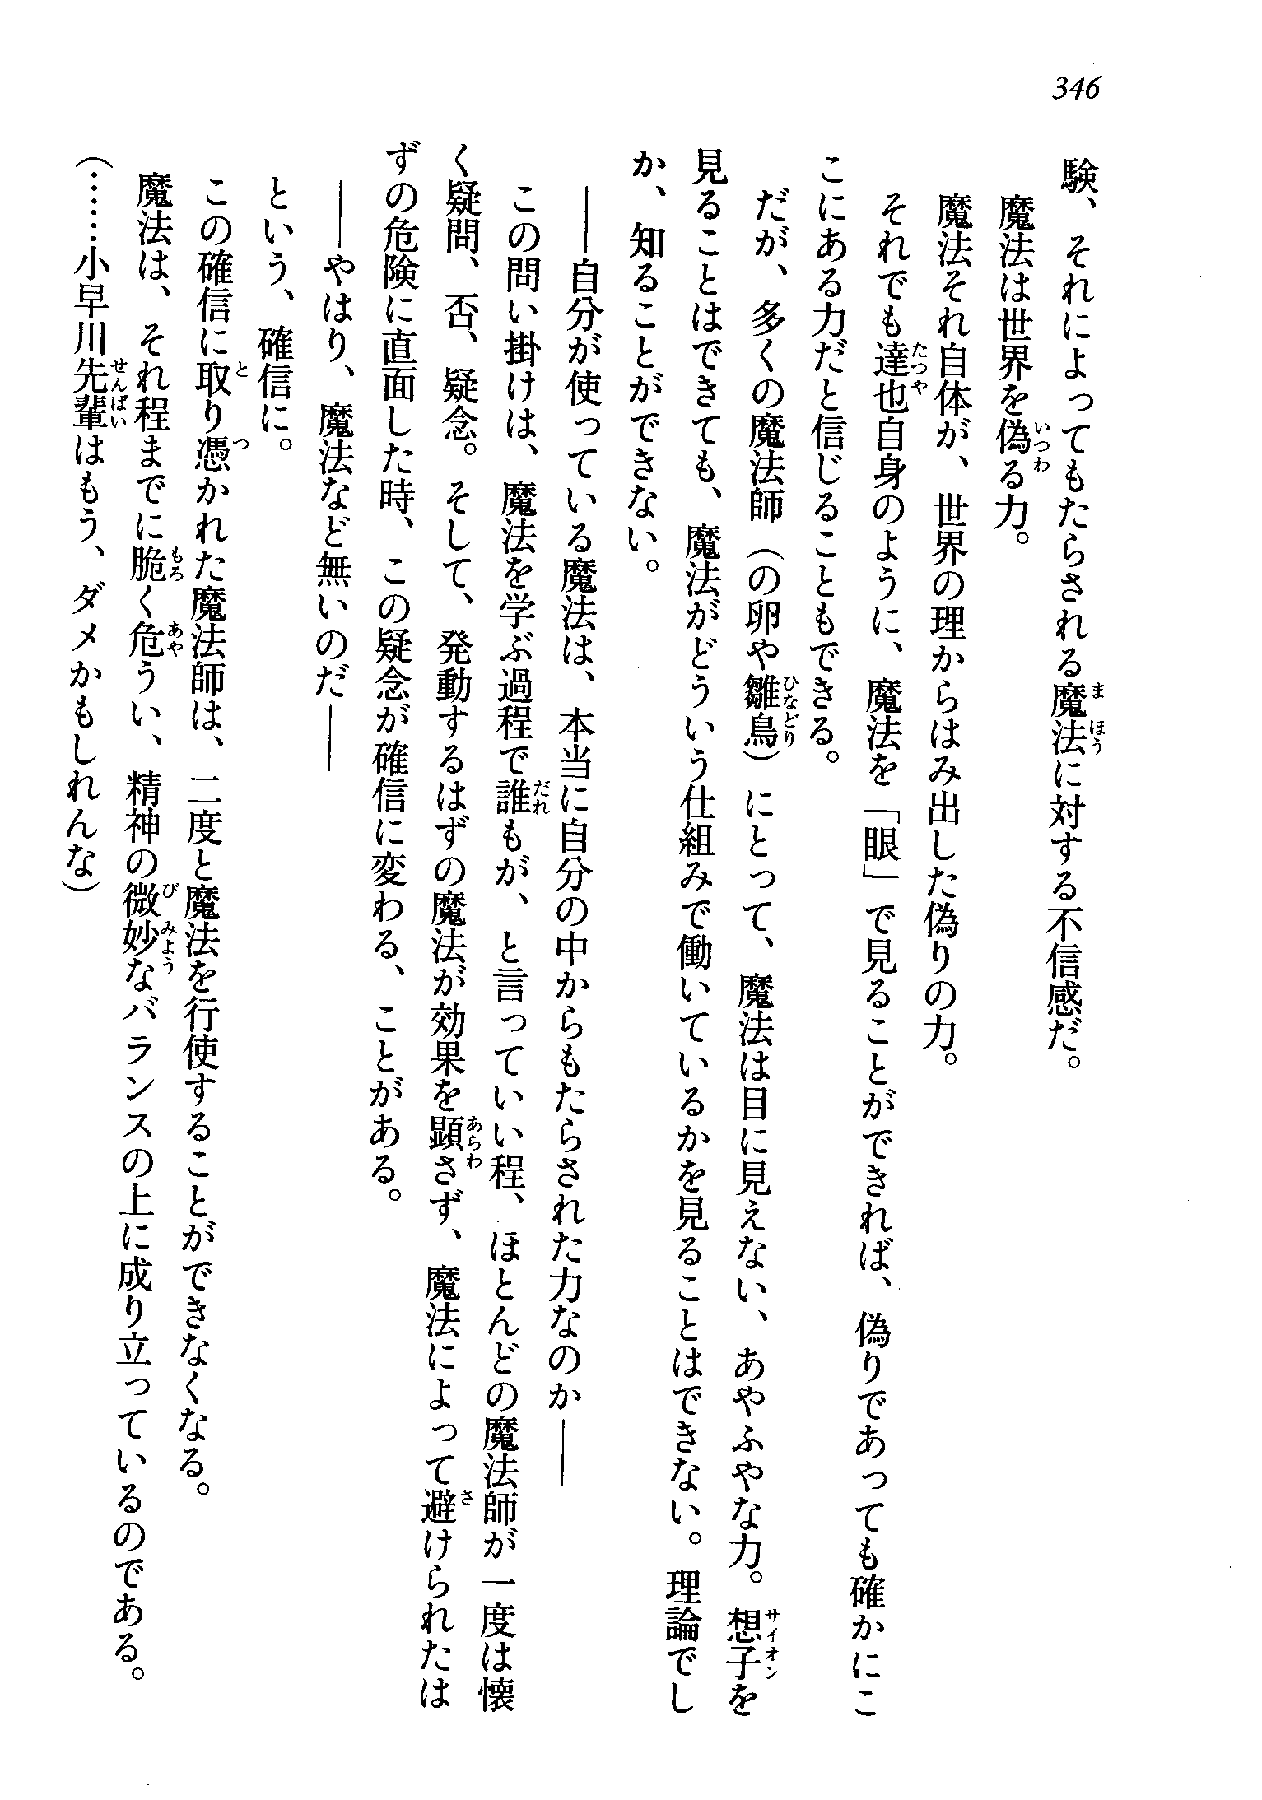 346
験、それによってもたらされる魔法に対する不信感だ。
魔法は世界を偽る力。
魔法それ自体が、世界の理からはみ出した偽りの力。
それでも達也自身のように、魔法を「眼」で見ることができれば、偽りであっても確かにこ
こにある力だと信じることもできる。
だが、多くの魔法師（の卵や雛鳥）にとって、魔法は目に見えない、あやふやな力。想子を
見ることはできても、魔法がどういう仕組みで働いているかを見ることはできない。理論でし
か、知ることができない。
――自分が使っている魔法は、本当に自分の中からもたらされた力なのか――
この問い掛けは、魔法を学ぶ過程で誰もが、と言っていい程、ほとんどの魔法師が一度は懐
く疑問、否、疑念。そして、発動するはずの魔法が効果を顕さず、魔法によって避けられたは
ずの危険に直面した時、この疑念が確信に変わる、ことがある。
――やはり、魔法など無いのだ――
という、確信に。
この確信に取り憑かれた魔法師は、二度と魔法を行使することができなくなる。
魔法は、それ程までに脆く危うい、精神の微妙なバランスの上に成り立っているのである。
（……小早川先輩はもう、ダメかもしれんな）